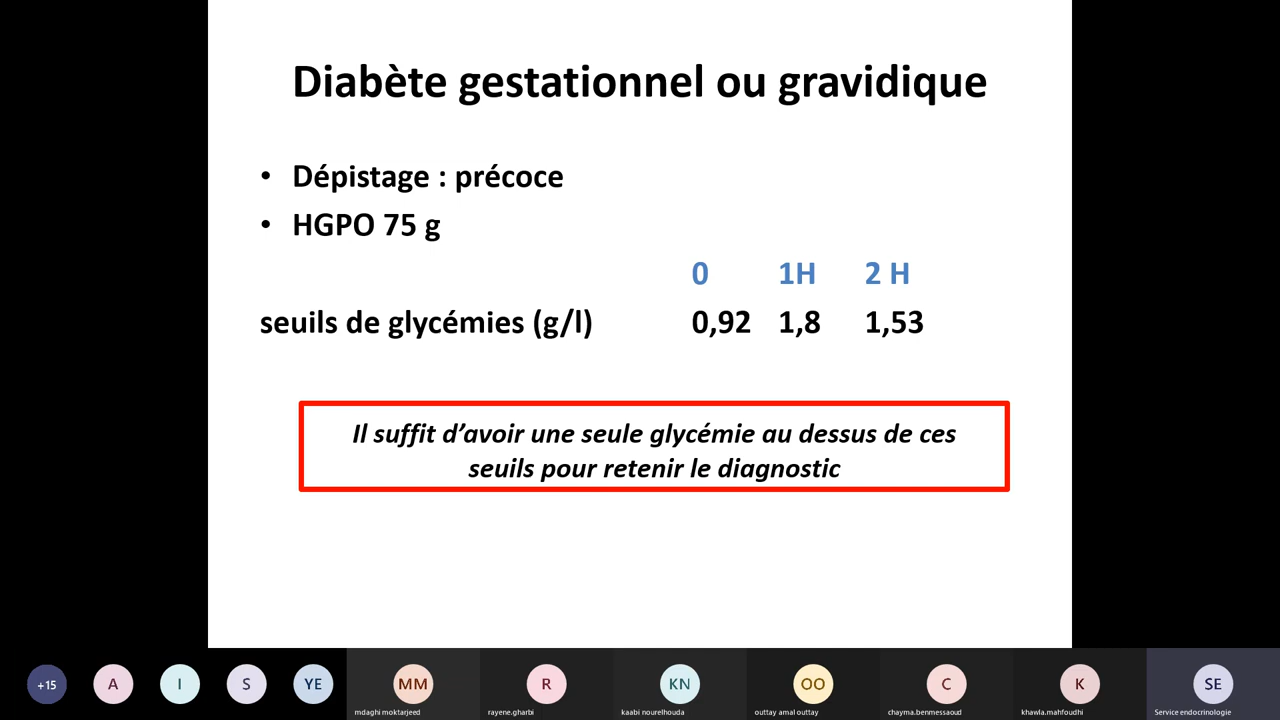 Diabète gestationnel ou gravidique
• Dépistage : précoce
• HGPO 75 g
0 1H 2 H
seuils de glycémies (g/l) 0,92 1,8 1,53
Il suffit d’avoir une seule glycémie au dessus de ces
seuils pour retenir le diagnostic
+15 A I S YE MM R KN OO C K SE
mdaghi moktarjeed rayene.gharbi kaabi nourelhouda outtay amal outtay chayma.benmessaoud khawla.mahfoudhi Service endocrinologie